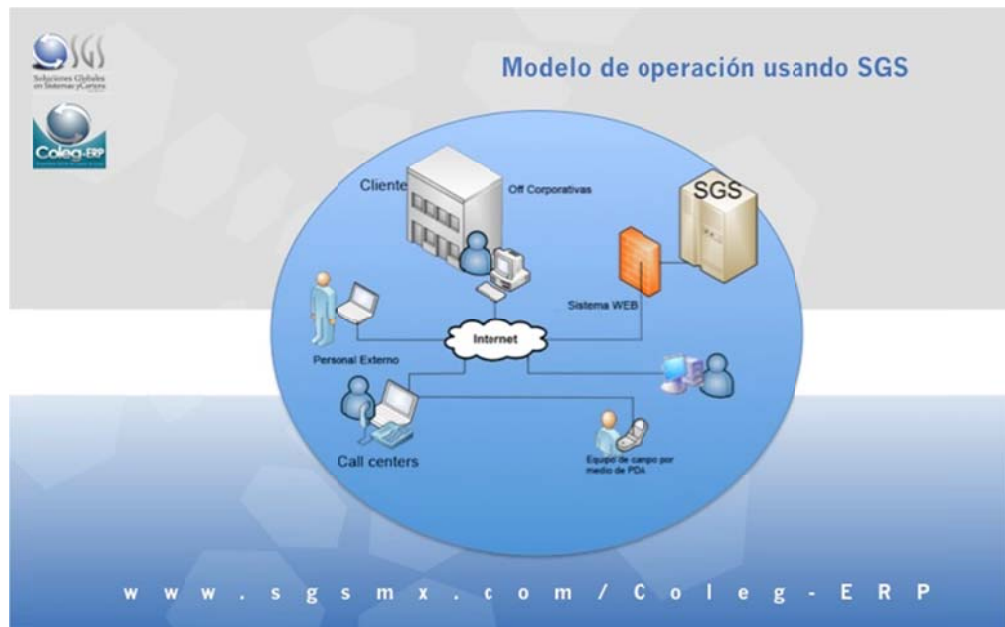 SGS
Soluciones Globales
en Sistemas y Cartera
Coleg-ERP
Modelo de operación usando SGS
Cliente
Off Corporativas
SGS
Sistema WEB
Internet
Personal Externo
Call centers
Equipo de campo por
medio de PDA
www.sgsmx.com/Coleg-ERP